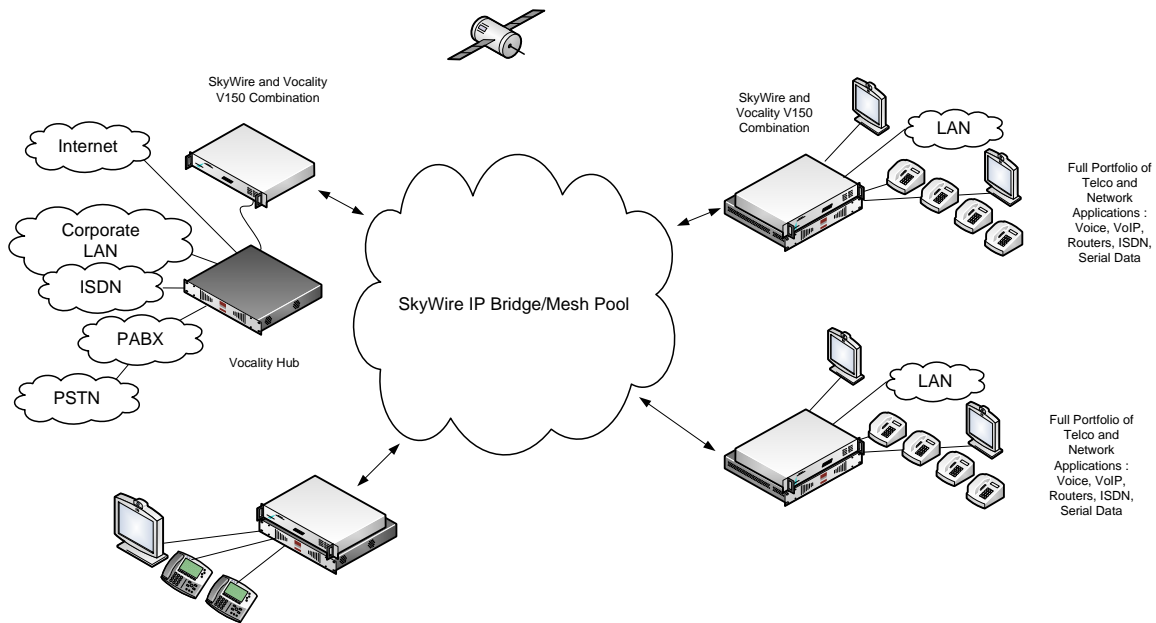 SkyWire and Vocality
V150 Combination
Internet
Corporate
LAN
ISDN
PABX
PSTN
Vocality Hub
SkyWire IP Bridge/Mesh Pool
SkyWire and
Vocality V150
Combination
LAN
Full Portfolio of
Telco and
Network
Applications :
Voice, VoIP,
Routers, ISDN,
Serial Data
LAN
Full Portfolio of
Telco and
Network
Applications :
Voice, VoIP,
Routers, ISDN,
Serial Data